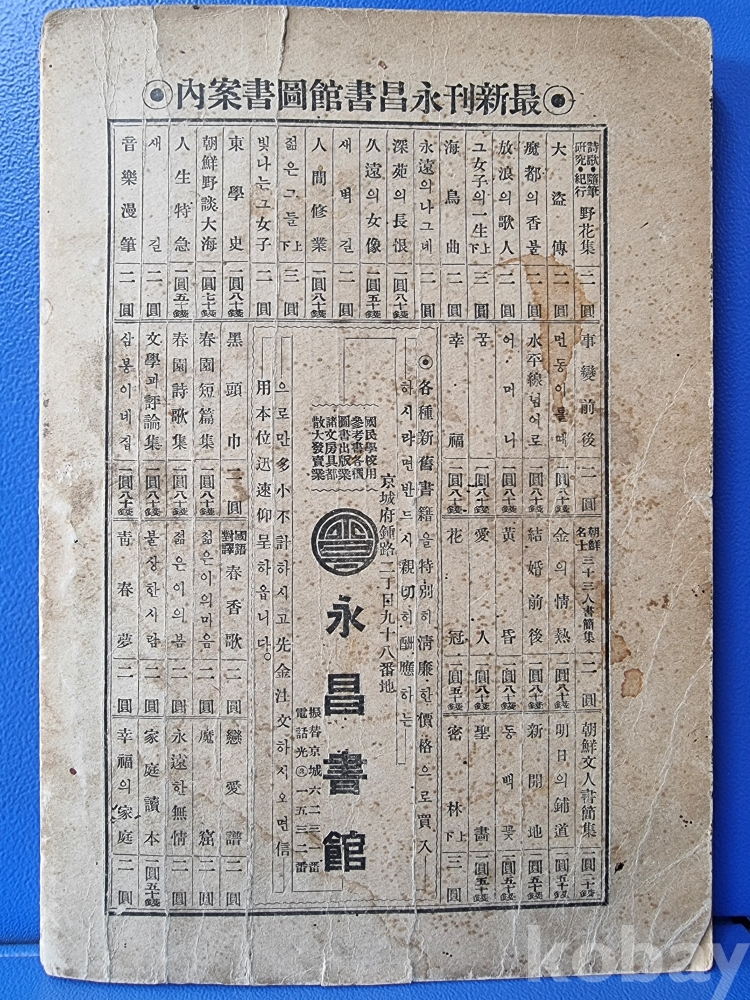 ◉最新刊永昌書館圖書案內◉
詩歌·隨筆 研究·紀行 野花集 二圓
大盜傳 二圓
魔都의香불 二圓
放浪의歌人 二圓
그女子의一生 上下 三圓
海鳥曲 二圓
永遠의나그네 二圓
深苑의長恨 一圓八十錢
久遠의女像 一圓五十錢
새벽길 二圓
人間修業 一圓八十錢
젊은그들 上下 三圓
빛나는그女子 二圓
東學史 一圓八十錢
朝鮮野談大海 一圓七十錢
人生特急 一圓五十錢
새길 二圓
音樂漫筆 二圓
事變前後 二圓
먼동이틀때 一圓八十錢
水平線넘어로 一圓八十錢
어머니 一圓八十錢
꿈 一圓八十錢
幸福 一圓八十錢
黑頭巾 二圓
春園短篇集 一圓八十錢
春園詩歌集 一圓八十錢
文學과評論集 一圓八十錢
삼봉이네집 一圓八十錢
朝鮮名士 三十三人書簡集 二圓
金의情熱 一圓八十錢
結婚前後 一圓八十錢
黃昏 一圓八十錢
愛人 一圓八十錢
花冠 一圓五十錢
國語對譯 春香歌 二圓
젊은이의마음 二圓
젊은이의봄 二圓
불상한사람 二圓
靑春夢 二圓
朝鮮文人書簡集 一圓二十錢
明日의鋪道 一圓五十錢
新開地 一圓五十錢
동백꽃 一圓五十錢
聖畵 一圓五十錢
密林 上下 三圓
戀愛譜 二圓
魔窟 二圓
永遠한無情 二圓
家庭讀本 一圓五十錢
幸福의家庭 二圓
◉各種新舊書籍을特別히淸廉한價格으로買入
하시랴면반드시親切히酬應하는
國民學校用
參考書各種
圖書出版業
諸文房具都
散大發賣業
京城府鍾路二丁目九十八番地
永昌書館
振替京城六二三一番
電話光③一五三二番
으로만多小不計하시고先金注文하시오면信
用本位迅速仰呈하옵니다。
kobay